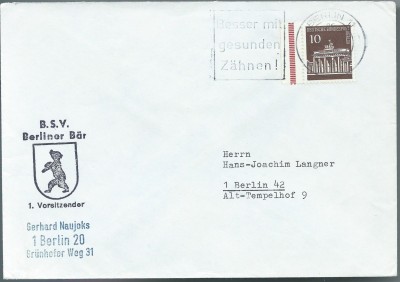 Besser mit
gesunden
Zähnen!
BERLIN
10
B.S.V.
Berliner Bär
1. Vorsitzender
Gerhard Naujoks
1 Berlin 20
Grünhofer Weg 31
Herrn
Hans-Joachim Langner
1 Berlin 42
Alt-Tempelhof 9